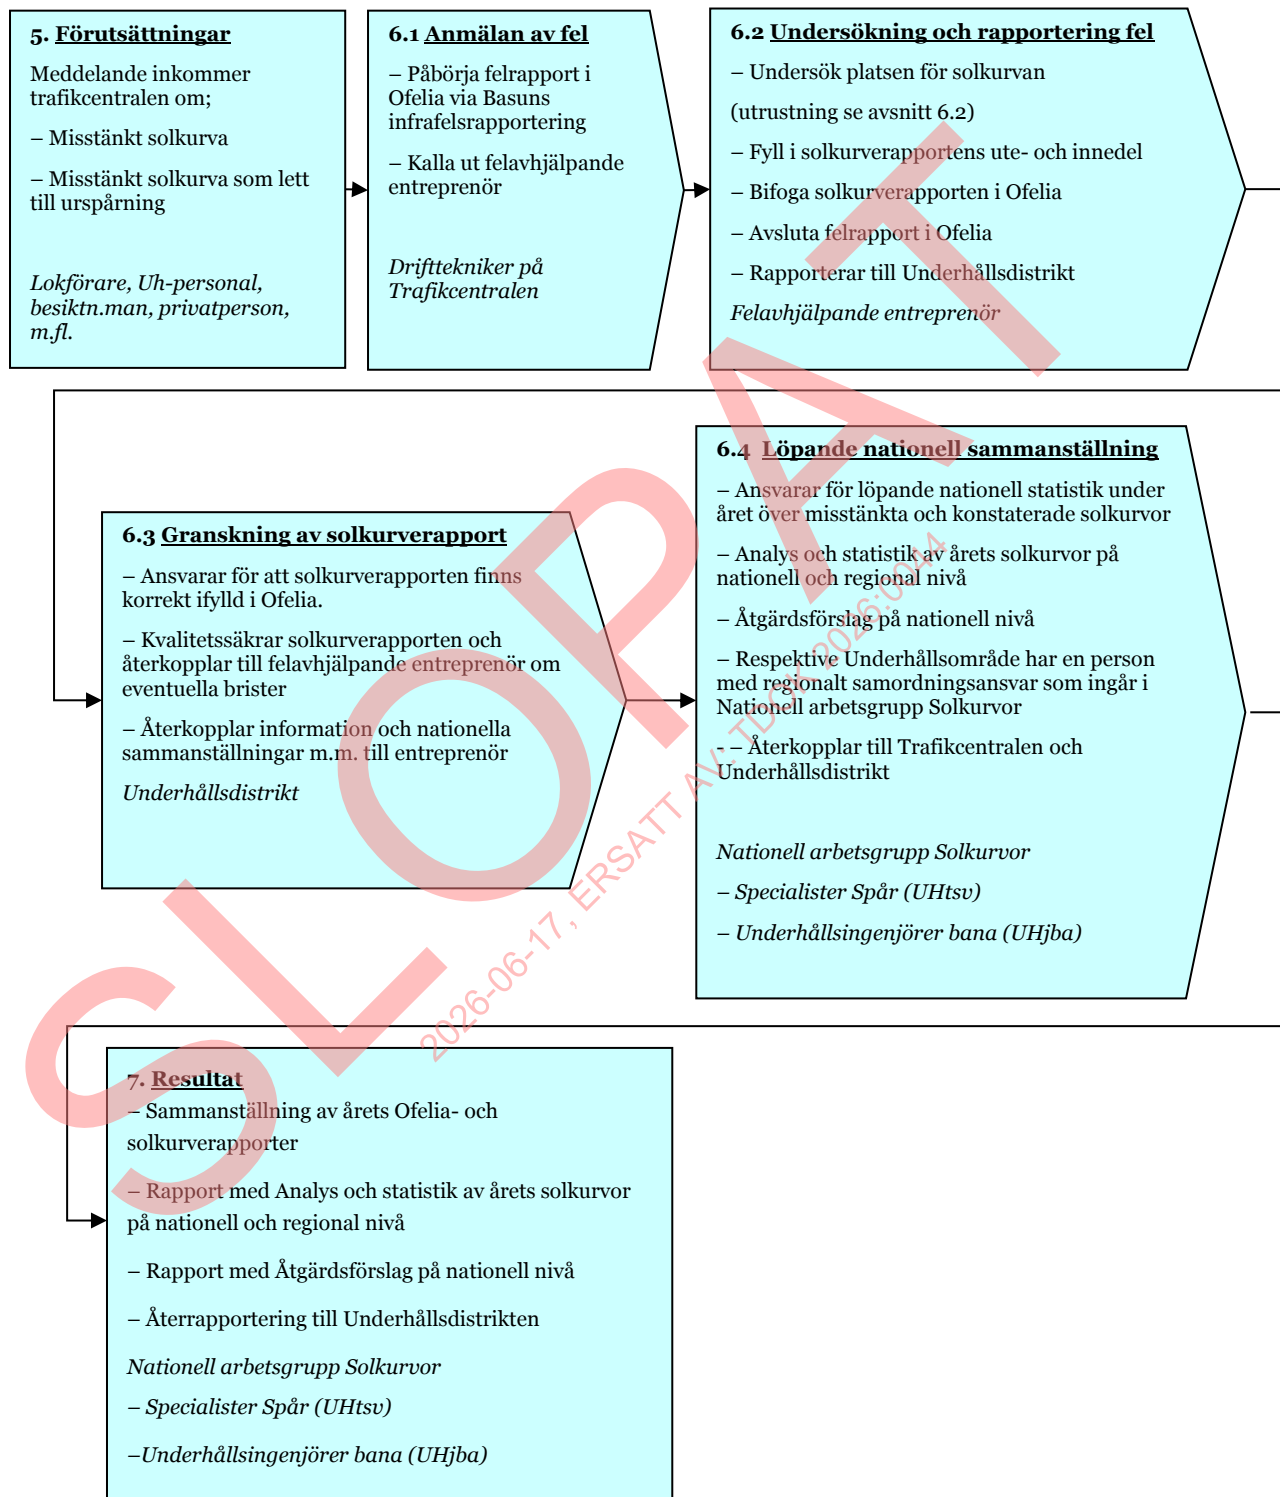 5. Förutsättningar
Meddelande inkommer
trafikcentralen om;
– Misstänkt solkurva
– Misstänkt solkurva som lett
till urspårning
Lokförare, Uh-personal,
besiktn.man, privatperson,
m.fl.
6.1 Anmälan av fel
– Påbörja felrapport i
Ofelia via Basuns
infrafelsrapportering
– Kalla ut felavhjälpande
entreprenör
Drifttekniker på
Trafikcentralen
6.2 Undersökning och rapportering fel
– Undersök platsen för solkurvan
(utrustning se avsnitt 6.2)
– Fyll i solkurverapportens ute- och innedel
– Bifoga solkurverapporten i Ofelia
– Avsluta felrapport i Ofelia
– Rapporterar till Underhållsdistrikt
Felavhjälpande entreprenör
6.3 Granskning av solkurverapport
– Ansvarar för att solkurverapporten finns
korrekt ifylld i Ofelia.
– Kvalitetssäkrar solkurverapporten och
återkopplar till felavhjälpande entreprenör om
eventuella brister
– Återkopplar information och nationella
sammanställningar m.m. till entreprenör
Underhållsdistrikt
6.4 Löpande nationell sammanställning
– Ansvarar för löpande nationell statistik under
året över misstänkta och konstaterade solkurvor
– Analys och statistik av årets solkurvor på
nationell och regional nivå
– Åtgärdsförslag på nationell nivå
– Respektive Underhållsområde har en person
med regionalt samordningsansvar som ingår i
Nationell arbetsgrupp Solkurvor
- – Återkopplar till Trafikcentralen och
Underhållsdistrikt
Nationell arbetsgrupp Solkurvor
– Specialister Spår (UHtsv)
– Underhållsingenjörer bana (UHjba)
7. Resultat
– Sammanställning av årets Ofelia- och
solkurverapporter
– Rapport med Analys och statistik av årets solkurvor
på nationell och regional nivå
– Rapport med Åtgärdsförslag på nationell nivå
– Återrapportering till Underhållsdistrikten
Nationell arbetsgrupp Solkurvor
– Specialister Spår (UHtsv)
–Underhållsingenjörer bana (UHjba)
SLOPAT
2026-06-17, ERSATT AV: TDOK 2026:0044